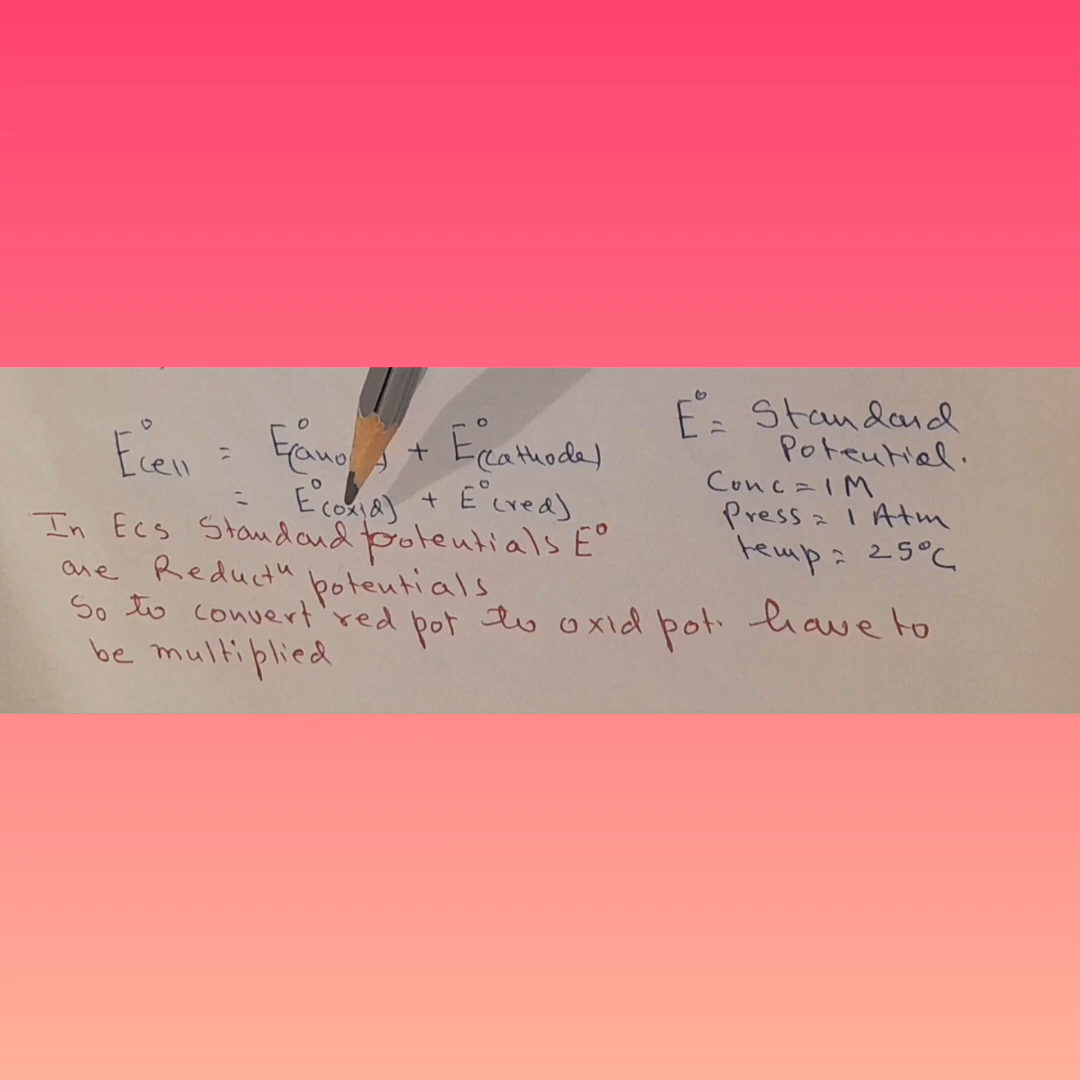 E°cell = E°(ano) + E°(cathode)
= E°(oxid) + E°(red)
E° = Standard
Potential.
Conc = 1M
Press = 1 Atm
temp = 25°C
In Ecs Standard potentials E°
are Reductⁿ potentials
So to convert red pot to oxid pot. have to
be multiplied